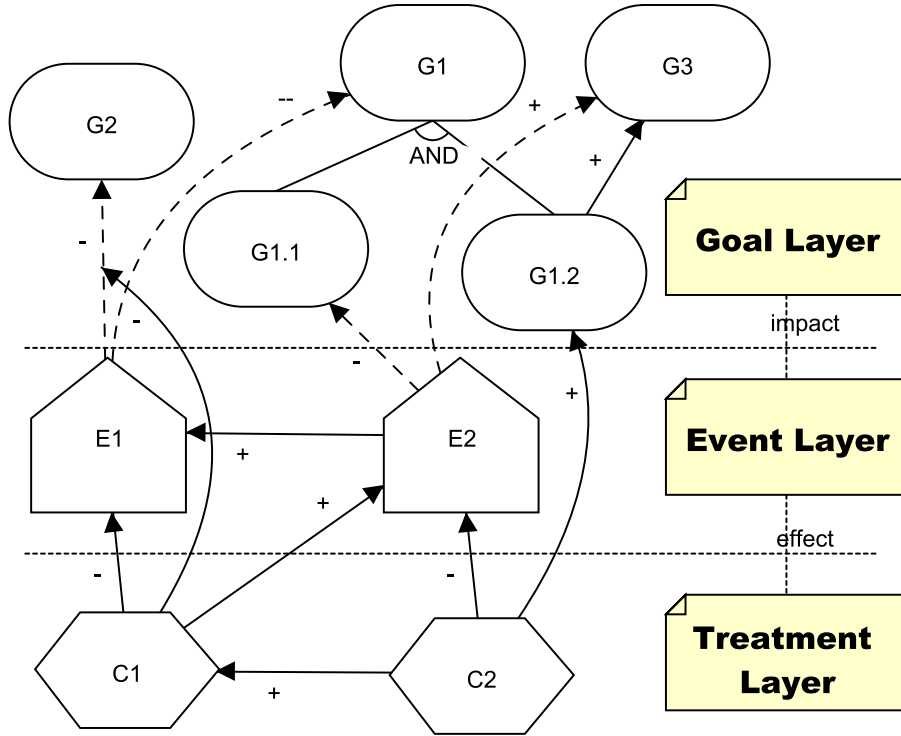 G1
G3
G2
--
+
AND
+
-
G1.1
G1.2
Goal Layer
-
impact
-
+
E1
E2
+
Event Layer
+
effect
-
-
C1
C2
+
Treatment
Layer